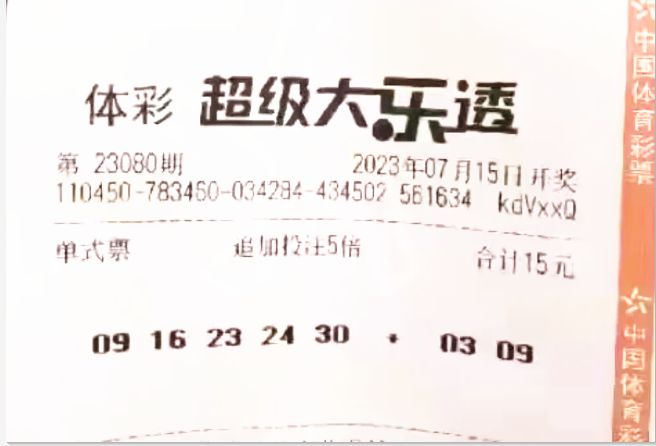 体彩 超级大乐透
第 23080期 2023年07月15日开奖
110450-783460-034284-434502 561634 kdVxxQ
单式票 追加投注5倍 合计15元
09 16 23 24 30 + 03 09
中国体育彩票
中国体育彩